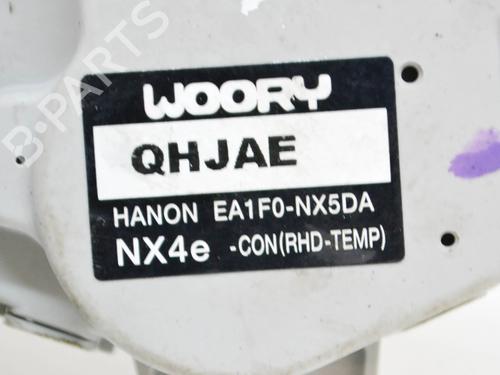 WOORY
QHJAE
HANON EA1F0-NX5DA
NX4e -CON(RHD-TEMP)
B-PARTS